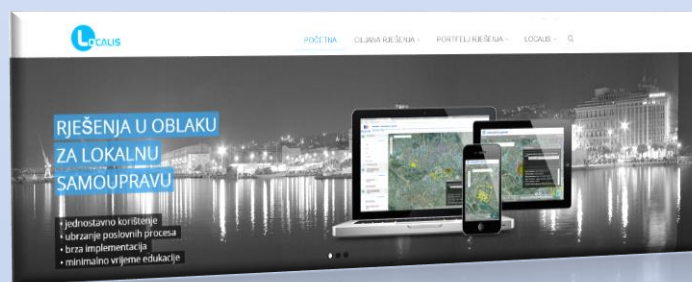 LOCALIS
POČETNA CILJANA RJEŠENJA PORTFELJ RJEŠENJA LOCALIS
RJEŠENJA U OBLAKU
ZA LOKALNU
SAMOUPRAVU
• jednostavno korištenje
• ubrzanje poslovnih procesa
• brza implementacija
• minimalno vrijeme edukacije